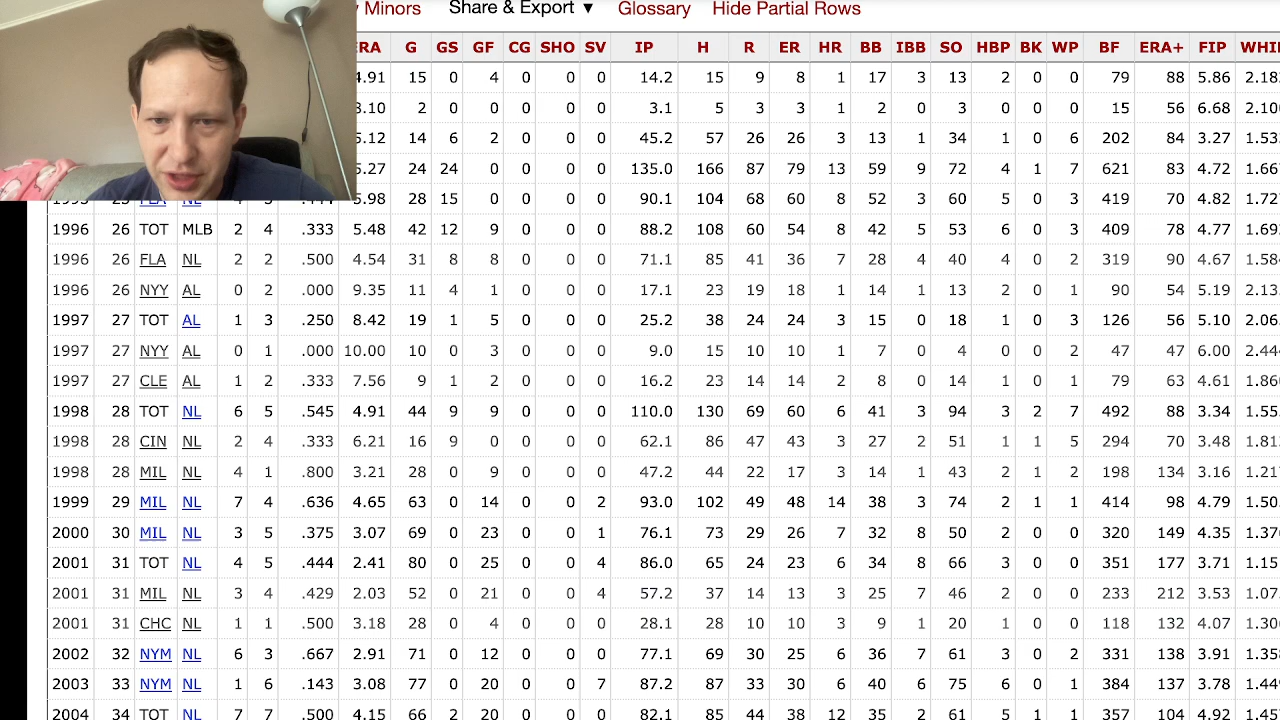 Minors Share & Export ▼ Glossary Hide Partial Rows
G GS GF CG SHO SV IP H R ER HR BB IBB SO HBP BK WP BF ERA+ FIP
15 0 4 0 0 0 14.2 15 9 8 1 17 3 13 2 0 0 79 88 5.86 2.18
2 0 0 0 0 0 3.1 5 3 3 1 2 0 3 0 0 0 15 56 6.68 2.10
14 6 2 0 0 0 45.2 57 26 26 3 13 1 34 1 0 6 202 84 3.27 1.53
24 24 0 0 0 0 135.0 166 87 79 13 59 9 72 4 1 7 621 83 4.72 1.66
28 15 0 0 0 0 90.1 104 68 60 8 52 3 60 5 0 3 419 70 4.82 1.72
1996 26 TOT MLB 2 4 .333 5.48 42 12 9 0 0 0 88.2 108 60 54 8 42 5 53 6 0 3 409 78 4.77 1.69
1996 26 FLA NL 2 2 .500 4.54 31 8 8 0 0 0 71.1 85 41 36 7 28 4 40 4 0 2 319 90 4.67 1.58
1996 26 NYY AL 0 2 .000 9.35 11 4 1 0 0 0 17.1 23 19 18 1 14 1 13 2 0 1 90 54 5.19 2.13
1997 27 TOT AL 1 3 .250 8.42 19 1 5 0 0 0 25.2 38 24 24 3 15 0 18 1 0 3 126 56 5.10 2.06
1997 27 NYY AL 0 1 .000 10.00 10 0 3 0 0 0 9.0 15 10 10 1 7 0 4 0 0 2 47 47 6.00 2.44
1997 27 CLE AL 1 2 .333 7.56 9 1 2 0 0 0 16.2 23 14 14 2 8 0 14 1 0 1 79 63 4.61 1.86
1998 28 TOT NL 6 5 .545 4.91 44 9 9 0 0 0 110.0 130 69 60 6 41 3 94 3 2 7 492 88 3.34 1.55
1998 28 CIN NL 2 4 .333 6.21 16 9 0 0 0 0 62.1 86 47 43 3 27 2 51 1 1 5 294 70 3.48 1.81
1998 28 MIL NL 4 1 .800 3.21 28 0 9 0 0 0 47.2 44 22 17 3 14 1 43 2 1 2 198 134 3.16 1.21
1999 29 MIL NL 7 4 .636 4.65 63 0 14 0 0 2 93.0 102 49 48 14 38 3 74 2 1 1 414 98 4.79 1.50
2000 30 MIL NL 3 5 .375 3.07 69 0 23 0 0 1 76.1 73 29 26 7 32 8 50 2 0 0 320 149 4.35 1.37
2001 31 TOT NL 4 5 .444 2.41 80 0 25 0 0 4 86.0 65 24 23 6 34 8 66 3 0 0 351 177 3.71 1.15
2001 31 MIL NL 3 4 .429 2.03 52 0 21 0 0 4 57.2 37 14 13 3 25 7 46 2 0 0 233 212 3.53 1.07
2001 31 CHC NL 1 1 .500 3.18 28 0 4 0 0 0 28.1 28 10 10 3 9 1 20 1 0 0 118 132 4.07 1.30
2002 32 NYM NL 6 3 .667 2.91 71 0 12 0 0 0 77.1 69 30 25 6 36 7 61 3 0 2 331 138 3.91 1.35
2003 33 NYM NL 1 6 .143 3.08 77 0 20 0 0 7 87.2 87 33 30 6 40 6 75 6 0 1 384 137 3.78 1.44
2004 34 TOT NL 7 7 .500 4.15 66 2 20 0 0 0 82.1 85 44 38 12 35 2 61 5 1 1 357 104 4.92 1.45